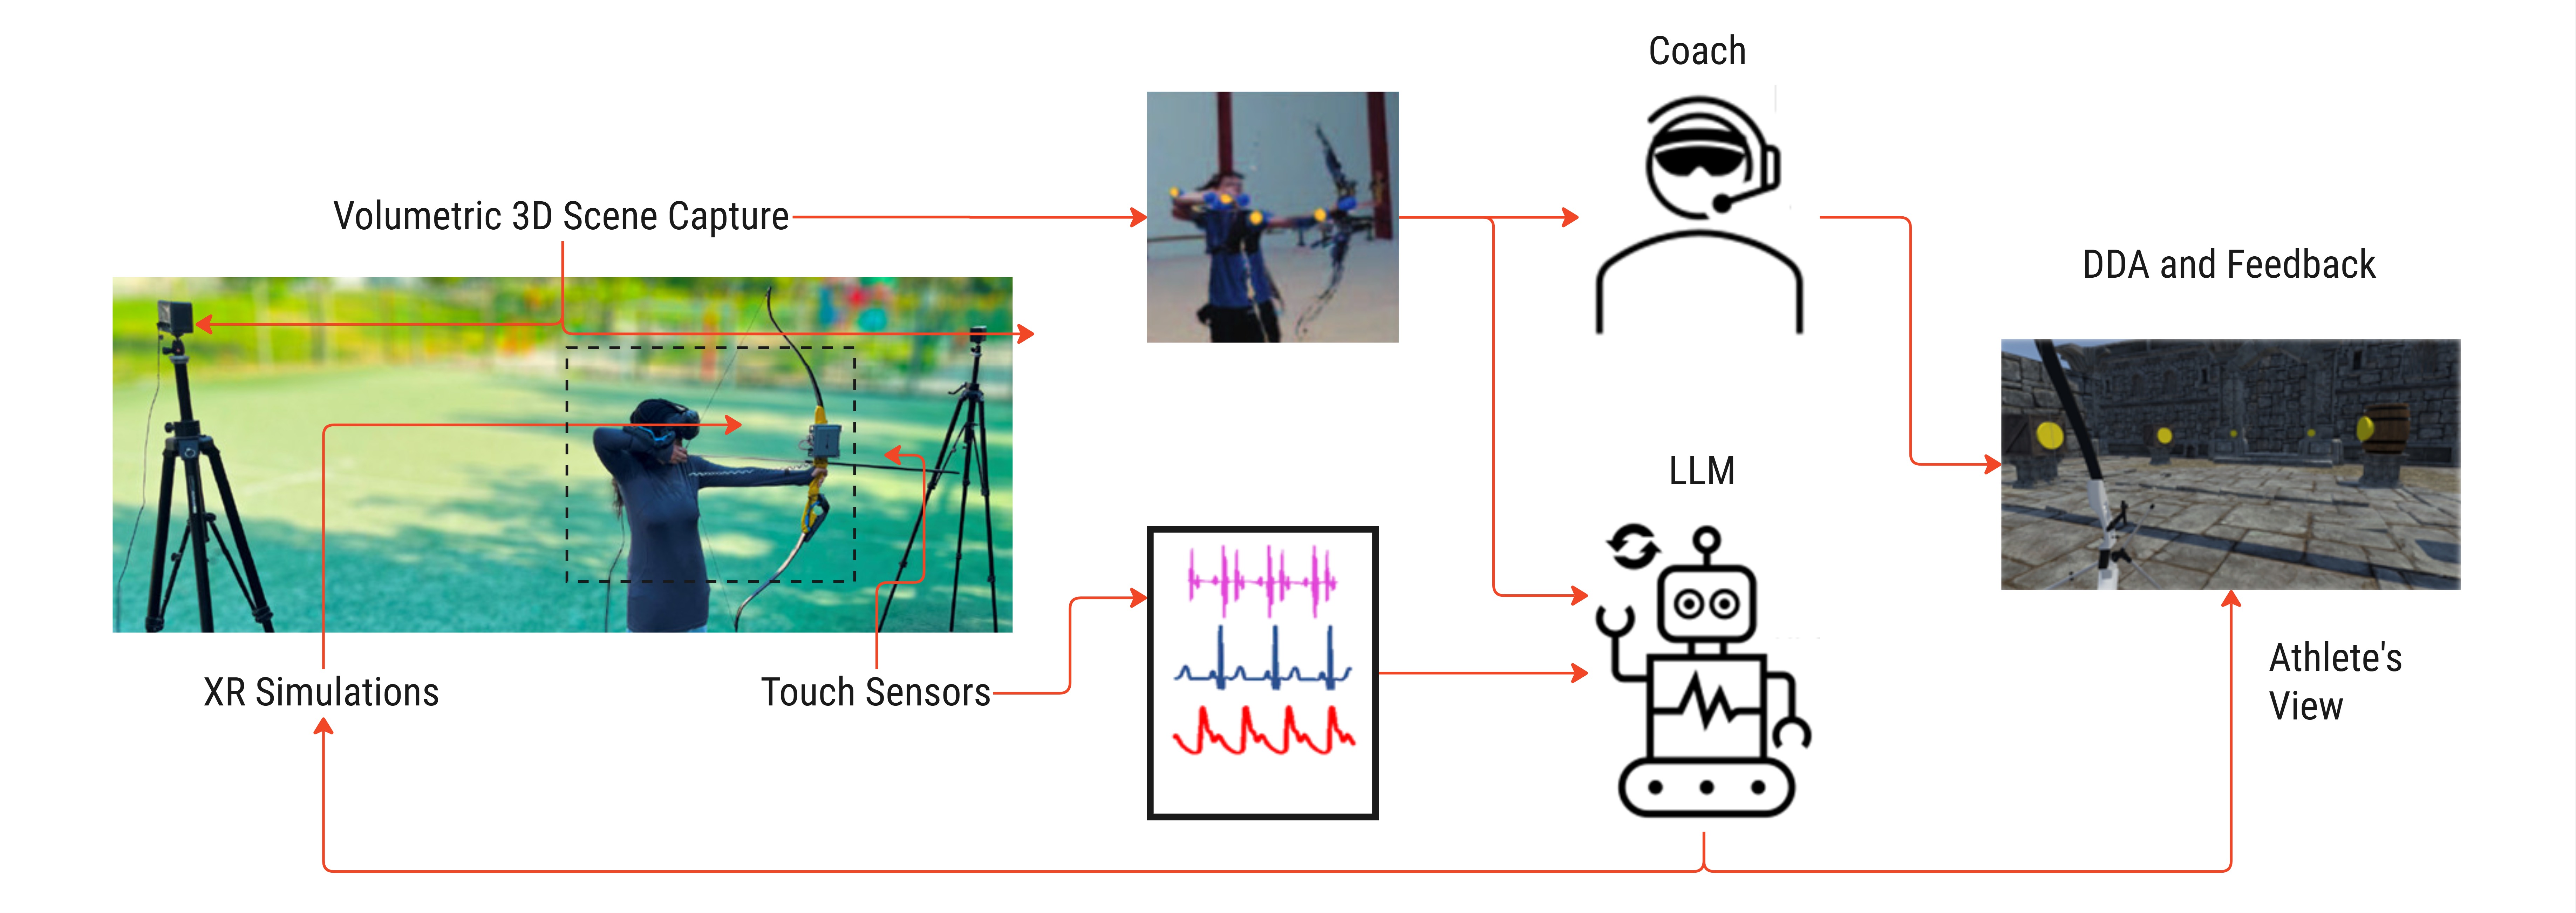 Coach
Volumetric 3D Scene Capture
DDA and Feedback
LLM
Athlete's
View
XR Simulations
Touch Sensors